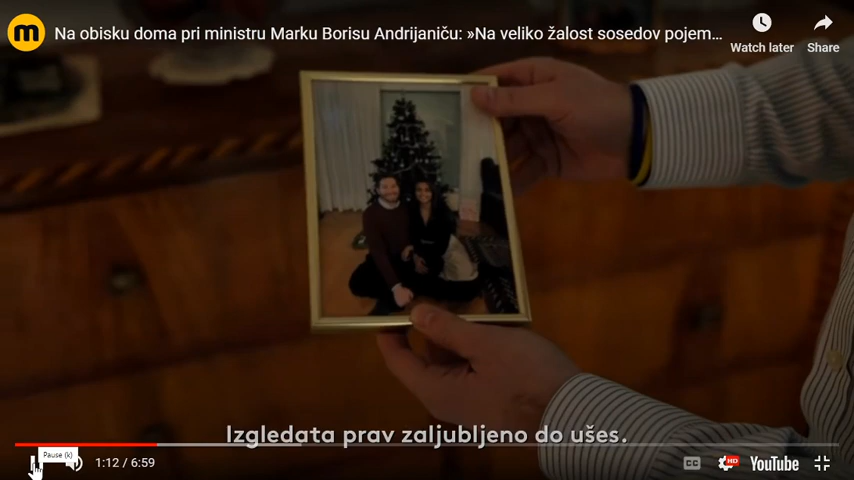 m
Na obisku doma pri ministru Marku Borisu Andrijaniču: »Na veliko žalost sosedov pojem...
Watch later
Share
Izgledata prav zaljubljeno do ušes.
Pause (k)
1:12 / 6:59
CC
HD
YouTube